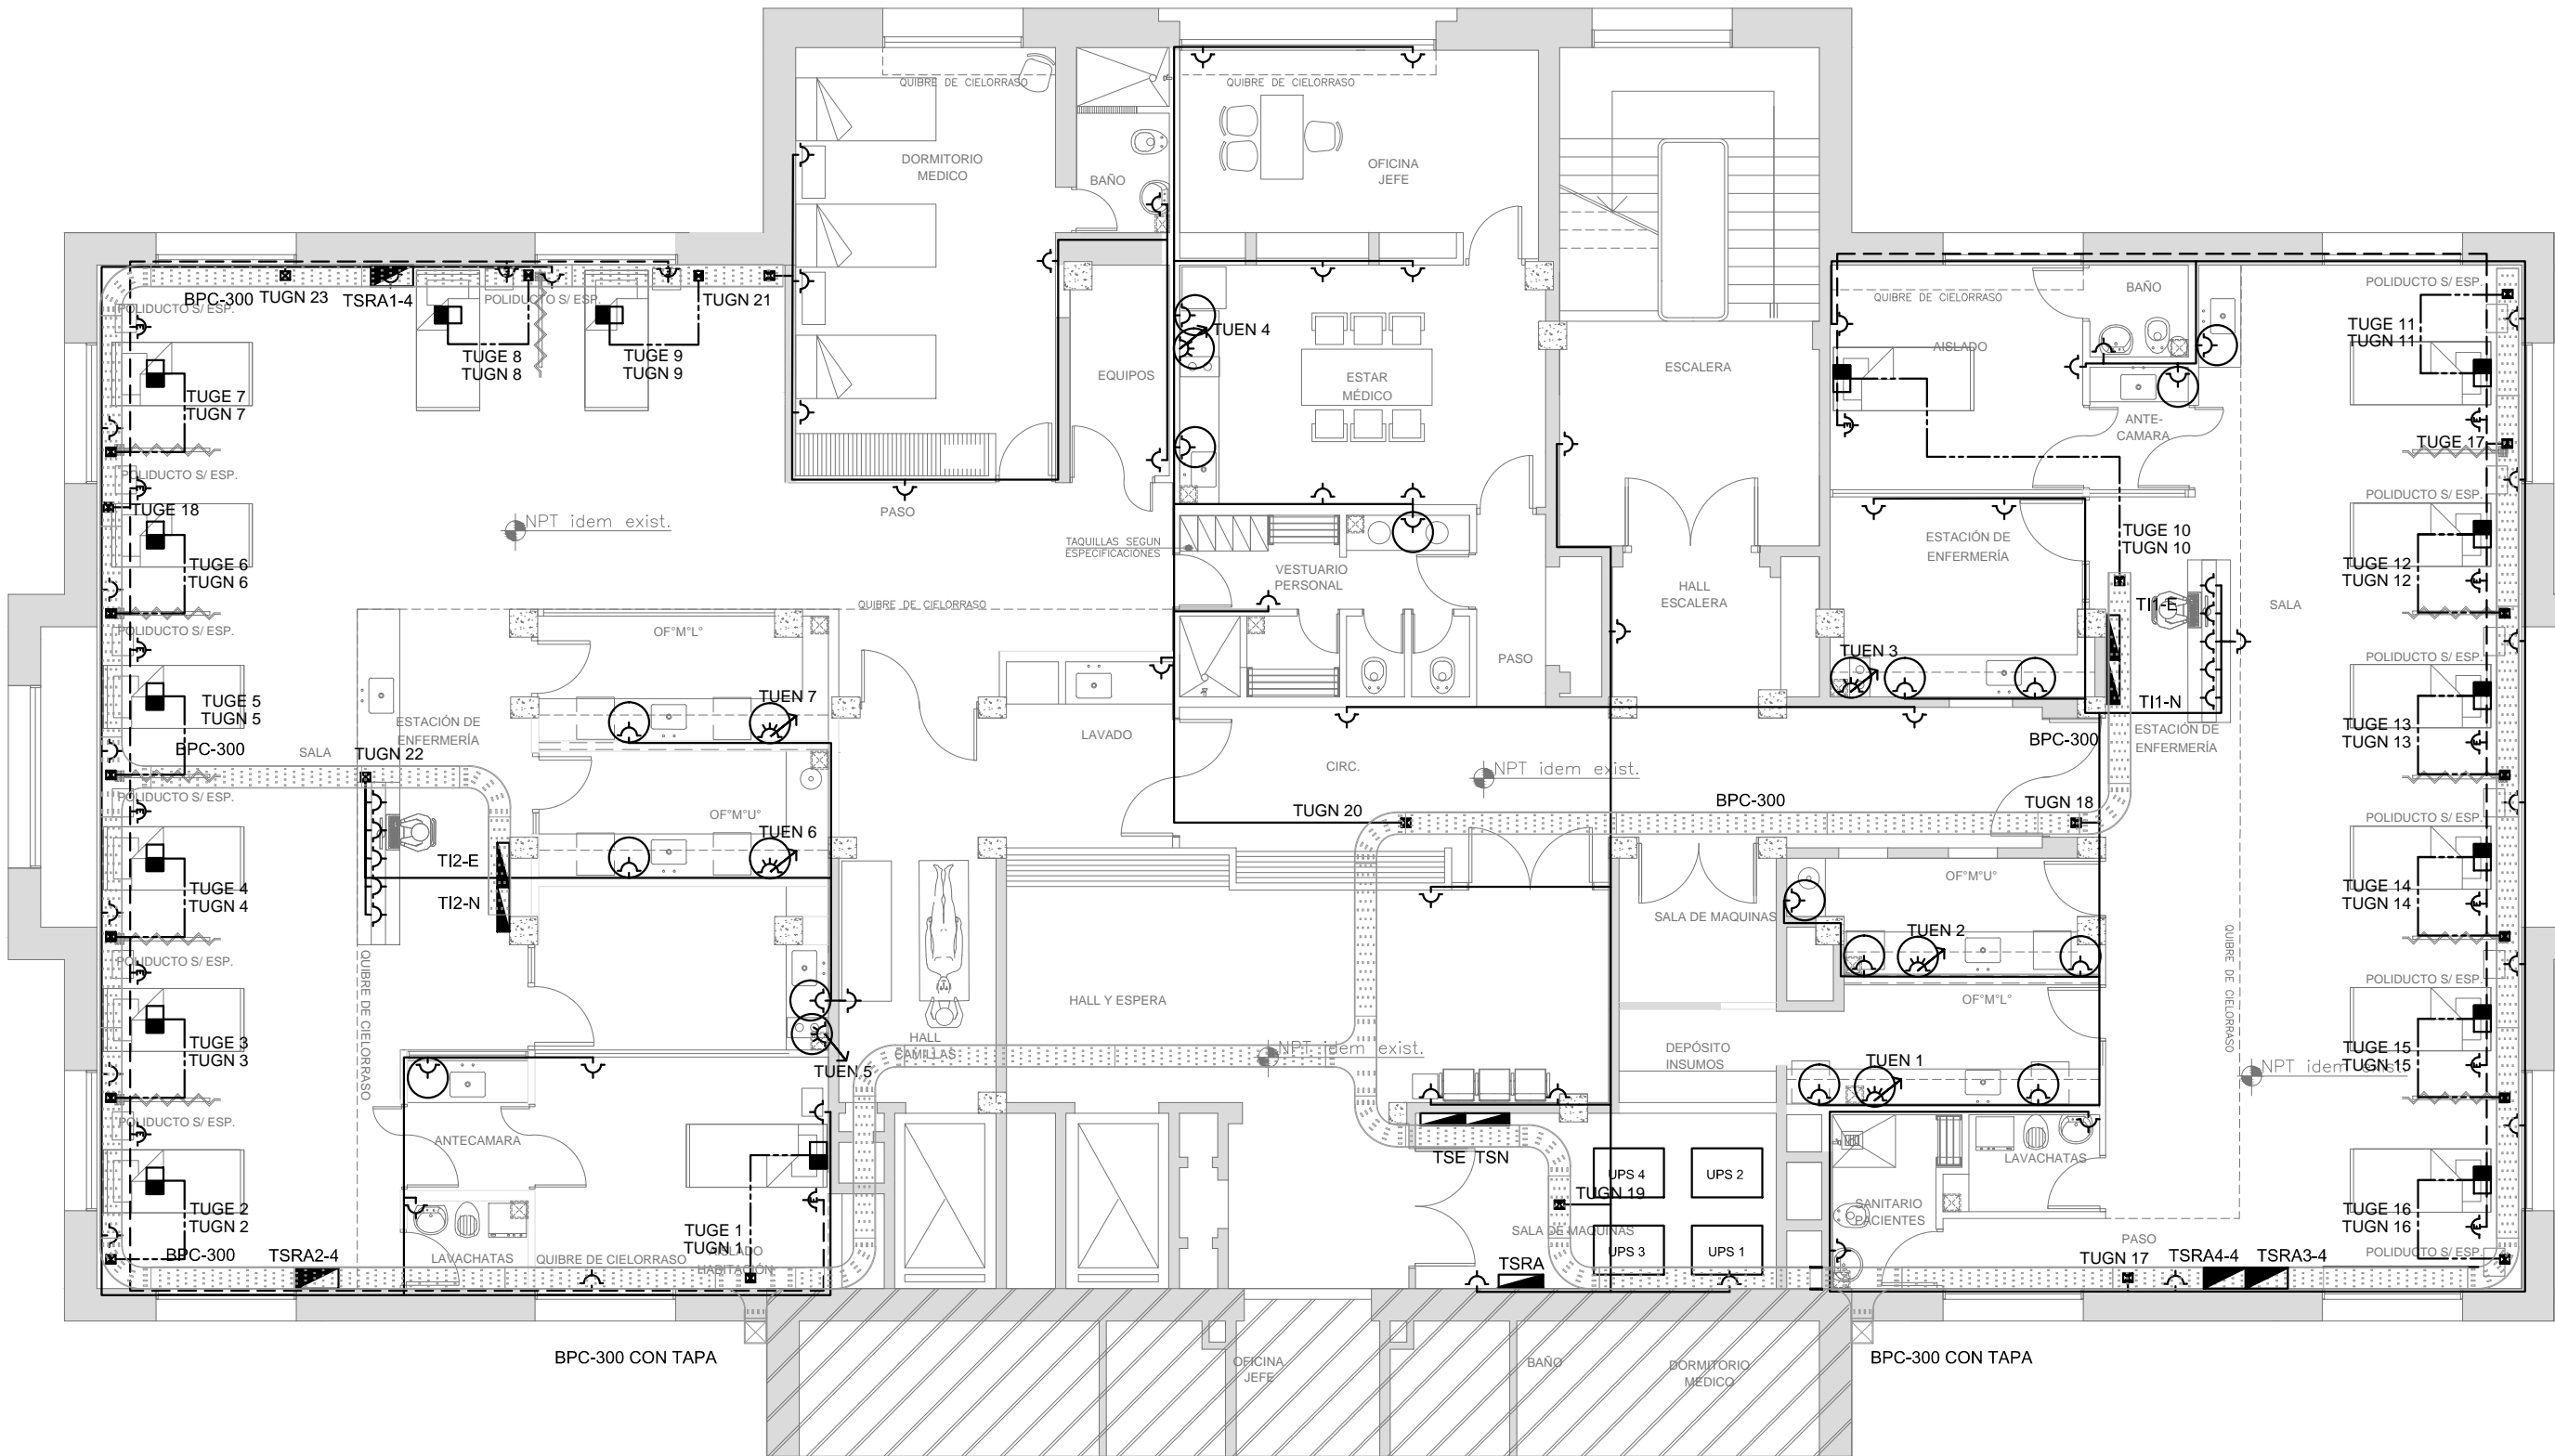 QUIBRE DE CIELORRASO
QUIBRE DE CIELORRASO
DORMITORIO
MEDICO
BAÑO
OFICINA
JEFE
BPC-300
TUGN 23
TSRA1-4
POLIDUCTO S/ ESP.
TUGN 21
POLIDUCTO S/ ESP.
TUGE 8
TUGN 8
TUGE 9
TUGN 9
TUGE 7
TUGN 7
TUEN 4
EQUIPOS
ESTAR
MÉDICO
ESCALERA
QUIBRE DE CIELORRASO
BAÑO
AISLADO
POLIDUCTO S/ ESP.
TUGE 11
TUGN 11
ANTE-
CAMARA
TUGE 17
POLIDUCTO S/ ESP.
TUGE 18
NPT idem exist.
PASO
TAQUILLAS SEGUN
ESPECIFICACIONES
POLIDUCTO S/ ESP.
TUGE 10
TUGN 10
ESTACIÓN DE
ENFERMERÍA
TUGE 6
TUGN 6
VESTUARIO
PERSONAL
HALL
ESCALERA
TUGE 12
TUGN 12
TI1-E
SALA
QUIBRE DE CIELORRASO
POLIDUCTO S/ ESP.
OF°M°L°
PASO
TUEN 3
POLIDUCTO S/ ESP.
TUGE 5
TUGN 5
TUEN 7
TI1-N
ESTACIÓN DE
ENFERMERÍA
ESTACIÓN DE
ENFERMERÍA
TUGE 13
TUGN 13
BPC-300
SALA
TUGN 22
LAVADO
BPC-300
CIRC.
NPT idem exist.
POLIDUCTO S/ ESP.
OF°M°U°
TUEN 6
TUGN 20
BPC-300
TUGN 18
POLIDUCTO S/ ESP.
TI2-E
TUGE 4
TUGN 4
TI2-N
OF°M°U°
TUGE 14
TUGN 14
SALA DE MAQUINAS
TUEN 2
POLIDUCTO S/ ESP.
QUIBRE DE CIELORRASO
QUIBRE DE CIELORRASO
POLIDUCTO S/ ESP.
HALL Y ESPERA
OF°M°L°
TUGE 3
TUGN 3
HALL
CAMILLAS
NPT idem exist.
DEPÓSITO
INSUMOS
TUEN 5
TUEN 1
NPT idem exist.
TUGE 15
TUGN 15
POLIDUCTO S/ ESP.
ANTECAMARA
TSE
TSN
LAVACHATAS
UPS 4
UPS 2
TUGE 2
TUGN 2
TUGN 19
SANITARIO
PACIENTES
TUGE 16
TUGN 16
TUGE 1
TUGN 1
AISLADO
HABITACIÓN
SALA DE MAQUINAS
PASO
BPC-300
TSRA2-4
LAVACHATAS
QUIBRE DE CIELORRASO
TSRA
UPS 3
UPS 1
TUGN 17
TSRA4-4
TSRA3-4
POLIDUCTO S/ ESP.
BPC-300 CON TAPA
OFICINA
JEFE
BAÑO
DORMITORIO
MEDICO
BPC-300 CON TAPA